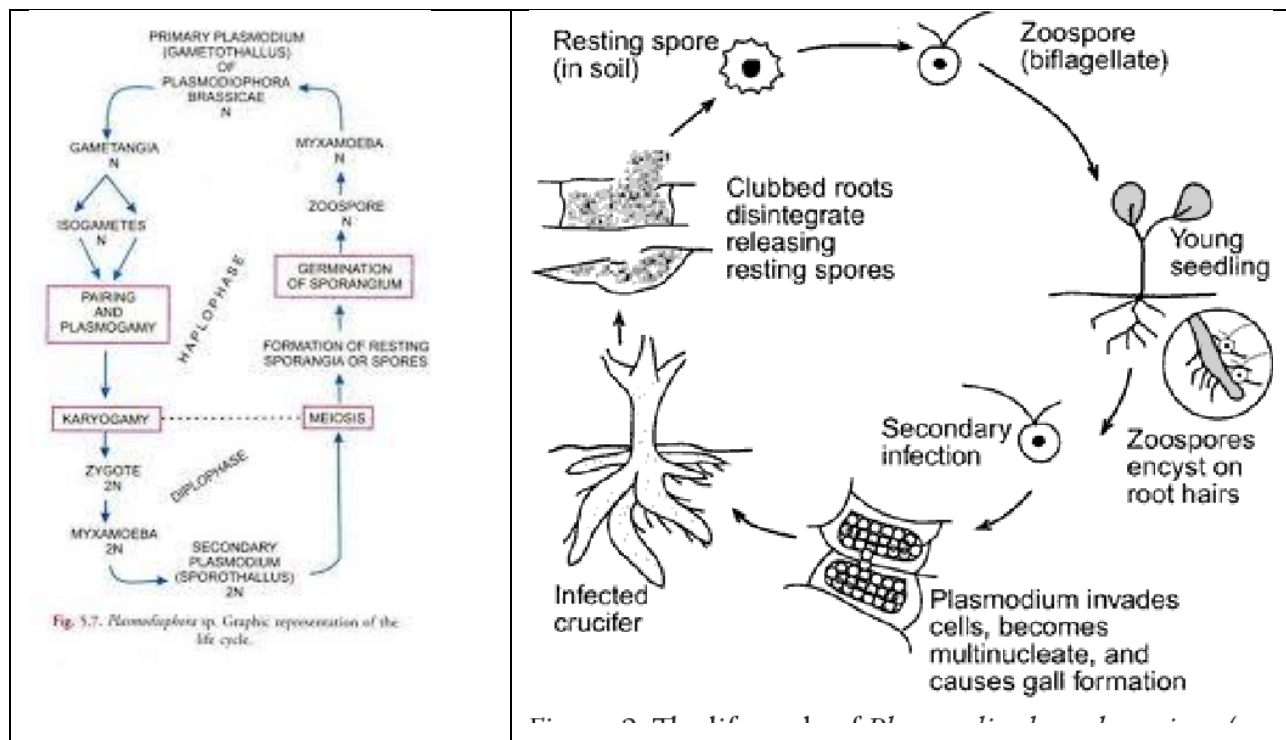 PRIMARY PLASMODIUM
(GAMETOTHALLUS)
OF
PLASMODIOPHORA
BRASSICAE
N
GAMETANGIA
N
ISOGAMETES
N
PAIRING
AND
PLASMOGAMY
KARYOGAMY
ZYGOTE
2N
MYXAMOEBA
2N
SECONDARY
PLASMODIUM
(SPOROTHALLUS)
2N
MEIOSIS
FORMATION OF RESTING
SPORANGIA OR SPORES
GERMINATION
OF SPORANGIUM
ZOOSPORE
N
MYXAMOEBA
N
HAPLOPHASE
DIPLOPHASE
Fig. 5.7. Plasmodiophora sp. Graphic representation of the
life cycle.
Resting spore
(in soil)
Zoospore
(biflagellate)
Young
seedling
Zoospores
encyst on
root hairs
Secondary
infection
Plasmodium invades
cells, becomes
multinucleate, and
causes gall formation
Infected
crucifer
Clubbed roots
disintegrate
releasing
resting spores